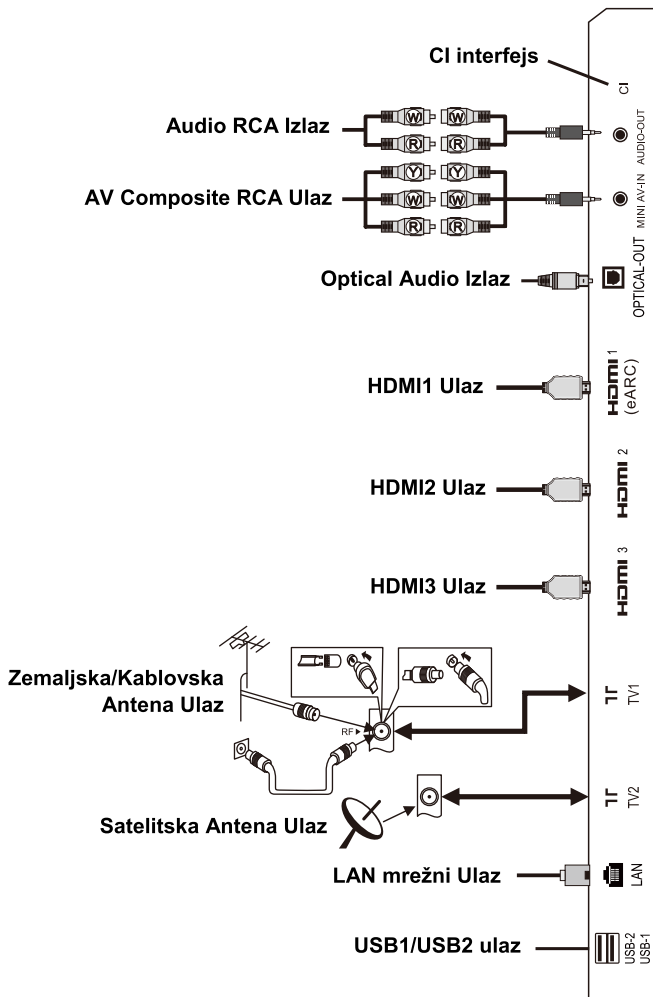 CI interfejs
CI
Audio RCA Izlaz
W W
R R
AUDIO-OUT
AV Composite RCA Ulaz
Y Y
W W
R R
MINI AV-IN
Optical Audio Izlaz
OPTICAL-OUT
HDMI1 Ulaz
HDMI 1
(eARC)
HDMI2 Ulaz
HDMI 2
HDMI3 Ulaz
HDMI 3
Zemaljska/Kablovska
Antena Ulaz
RF
TV1
Satelitska Antena Ulaz
TV2
LAN mrežni Ulaz
LAN
USB1/USB2 ulaz
USB-2
USB-1